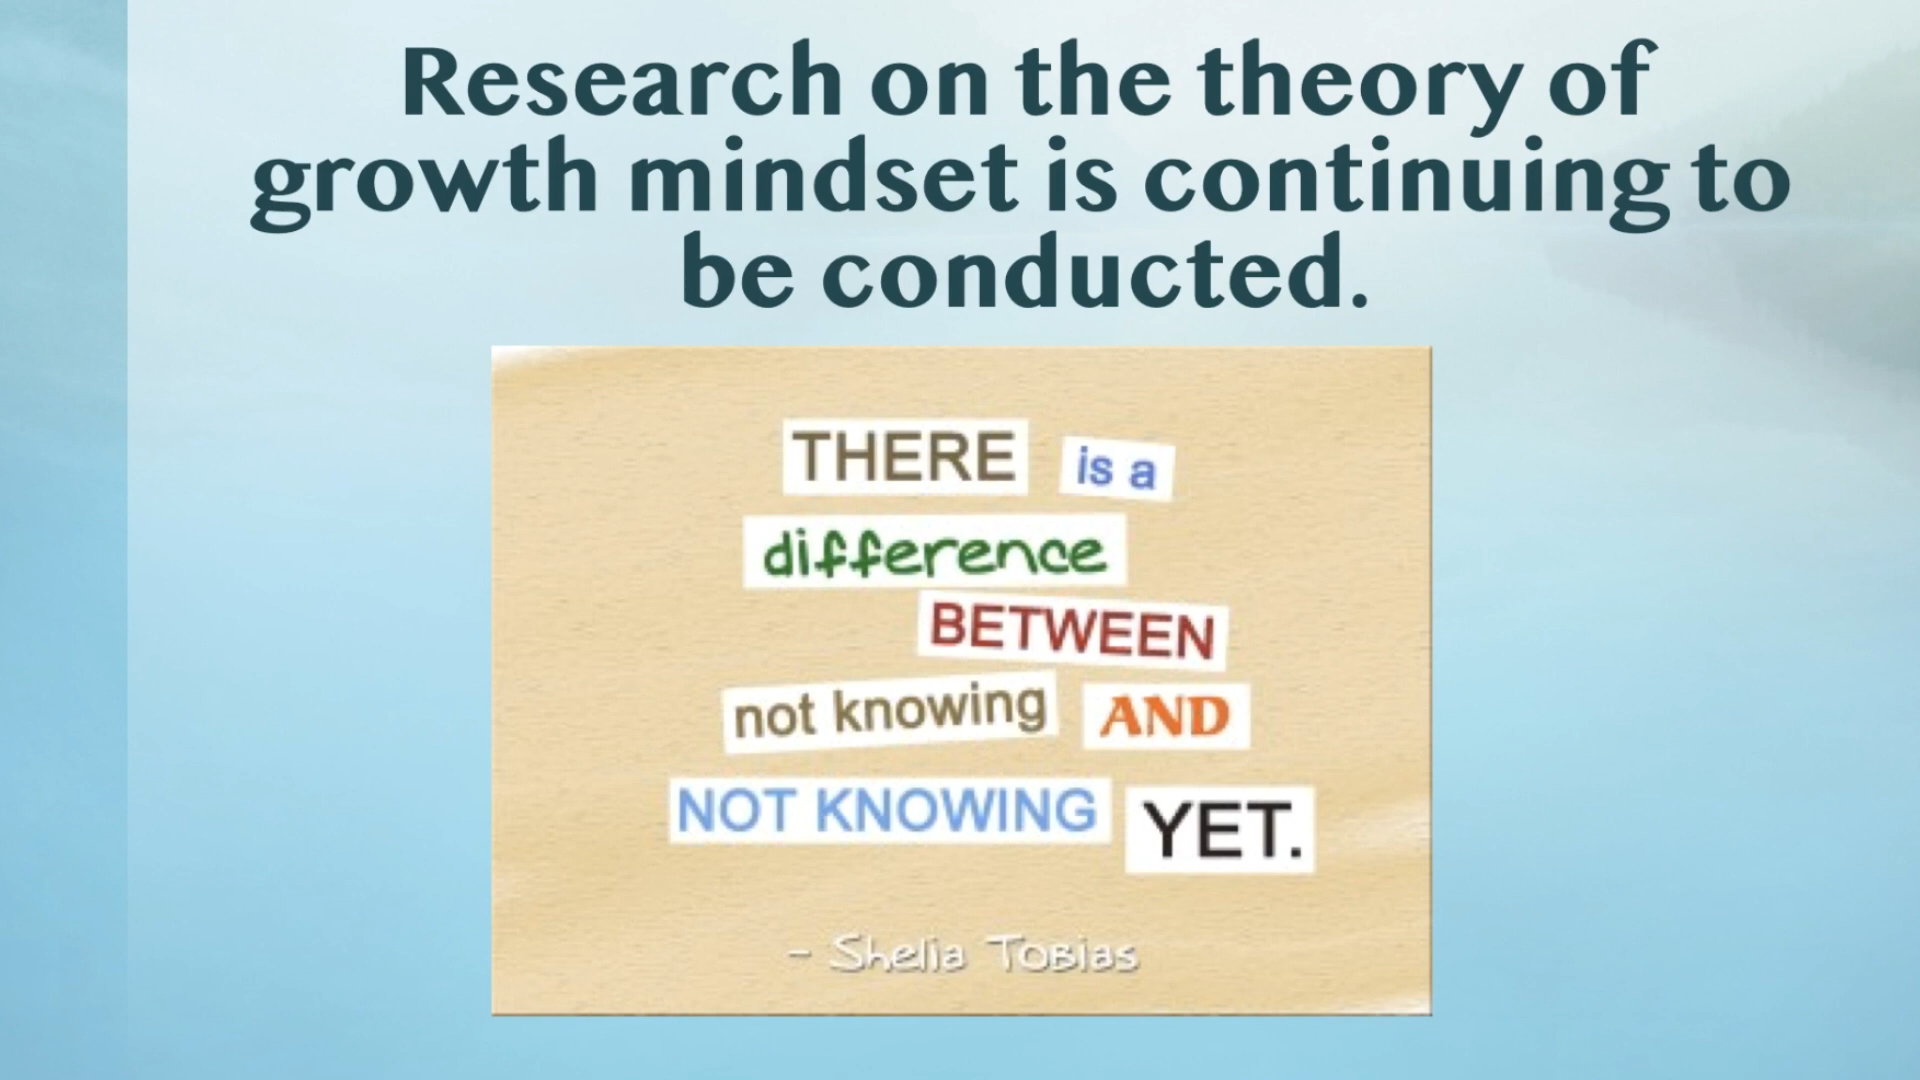 Research on the theory of
growth mindset is continuing to
be conducted.
THERE is a
difference
BETWEEN
not knowing AND
NOT KNOWING YET.
- Shelia Tobias